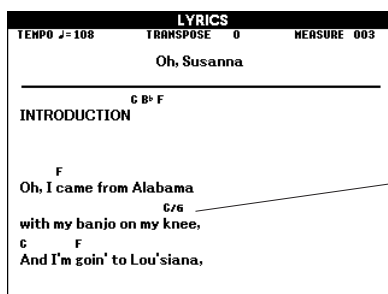 LYRICS
TEMPO ♩=108 TRANSPOSE 0 MEASURE 003
Oh, Susanna
C B♭ F
INTRODUCTION
F
Oh, I came from Alabama
C/G
with my banjo on my knee,
C F
And I'm goin' to Lou'siana,